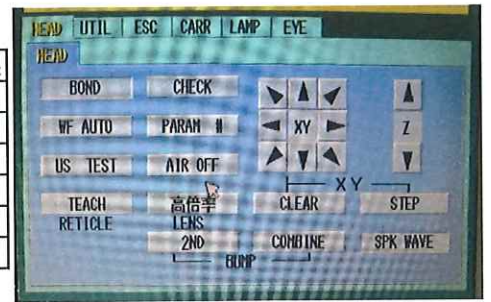 HEAD UTIL ESC CARR LAMP EYE
HEAD
BOND CHECK
WF AUTO PARAM # XY Z
US TEST AIR OFF
X Y
TEACH 高倍率 CLEAR STEP
RETICLE LENS
2ND COMBINE SPK WAVE
BUMP